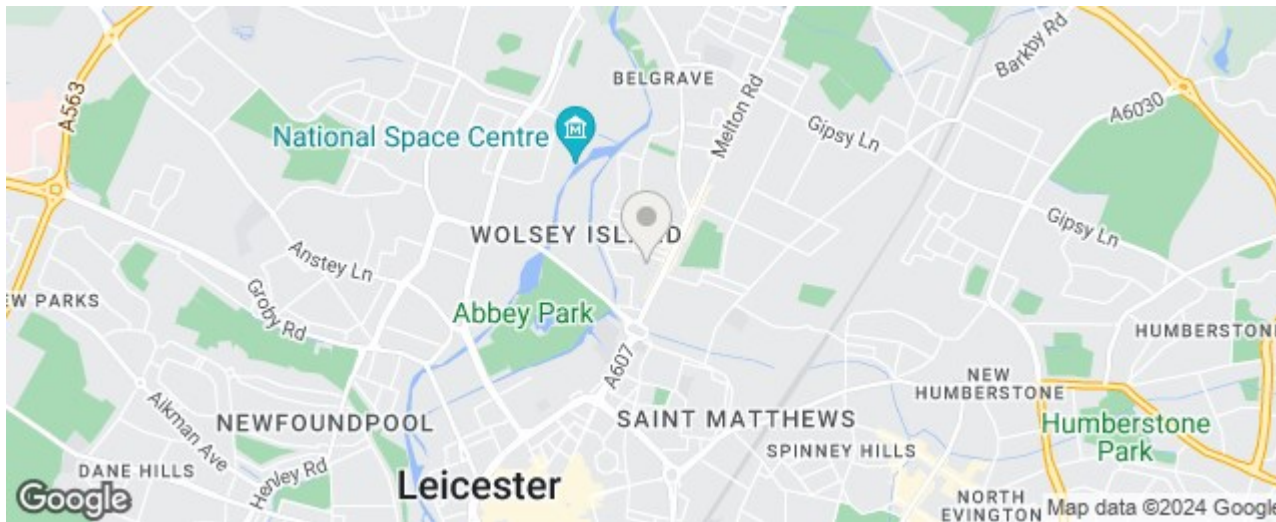 BELGRAVE
Barkby Rd
A563
Melton Rd
A6030
National Space Centre
M
Gipsy Ln
WOLSEY ISLAND
Gipsy Ln
Anstey Ln
Groby Rd
Abbey Park
EW PARKS
HUMBERSTONE
A607
NEW
HUMBERSTONE
Aikman Ave
NEWFOUNDPOOL
SAINT MATTHEWS
Humberstone
Park
SPINNEY HILLS
DANE HILLS
Henley Rd
Leicester
NORTH
EVINGTON
Google
Map data ©2024 Google